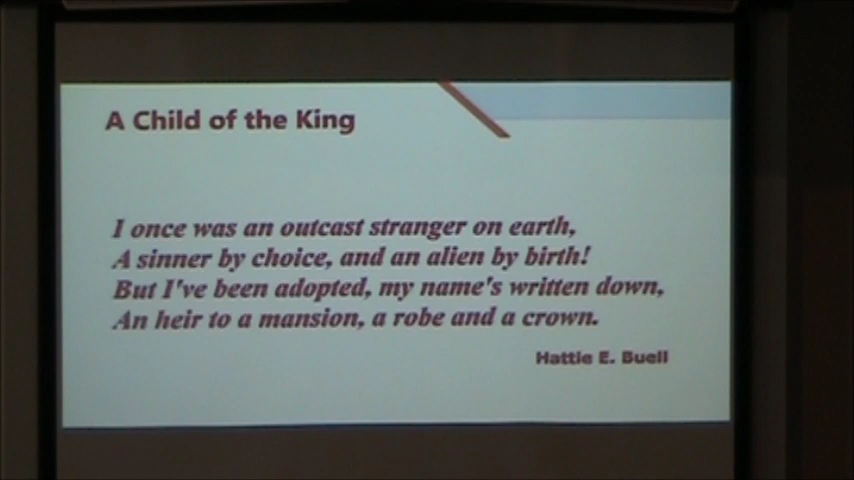 A Child of the King
I once was an outcast stranger on earth,
A sinner by choice, and an alien by birth!
But I've been adopted, my name's written down,
An heir to a mansion, a robe and a crown.
Hattie E. Buell